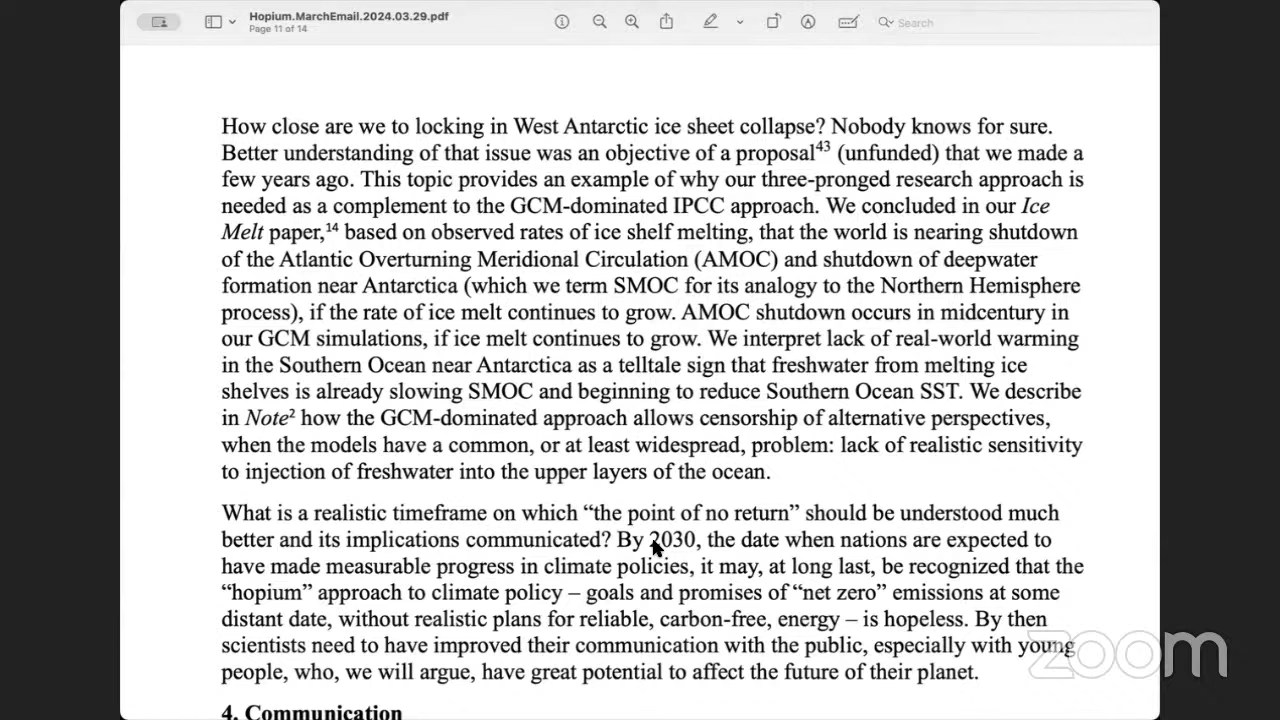 Hopium.MarchEmail.2024.03.29.pdf
Page 11 of 14
Search
How close are we to locking in West Antarctic ice sheet collapse? Nobody knows for sure.
Better understanding of that issue was an objective of a proposal⁴³ (unfunded) that we made a
few years ago. This topic provides an example of why our three-pronged research approach is
needed as a complement to the GCM-dominated IPCC approach. We concluded in our Ice
Melt paper,¹⁴ based on observed rates of ice shelf melting, that the world is nearing shutdown
of the Atlantic Overturning Meridional Circulation (AMOC) and shutdown of deepwater
formation near Antarctica (which we term SMOC for its analogy to the Northern Hemisphere
process), if the rate of ice melt continues to grow. AMOC shutdown occurs in midcentury in
our GCM simulations, if ice melt continues to grow. We interpret lack of real-world warming
in the Southern Ocean near Antarctica as a telltale sign that freshwater from melting ice
shelves is already slowing SMOC and beginning to reduce Southern Ocean SST. We describe
in Note² how the GCM-dominated approach allows censorship of alternative perspectives,
when the models have a common, or at least widespread, problem: lack of realistic sensitivity
to injection of freshwater into the upper layers of the ocean.
What is a realistic timeframe on which “the point of no return” should be understood much
better and its implications communicated? By 2030, the date when nations are expected to
have made measurable progress in climate policies, it may, at long last, be recognized that the
“hopium” approach to climate policy – goals and promises of “net zero” emissions at some
distant date, without realistic plans for reliable, carbon-free, energy – is hopeless. By then
scientists need to have improved their communication with the public, especially with young
people, who, we will argue, have great potential to affect the future of their planet.
4. Communication
zoom